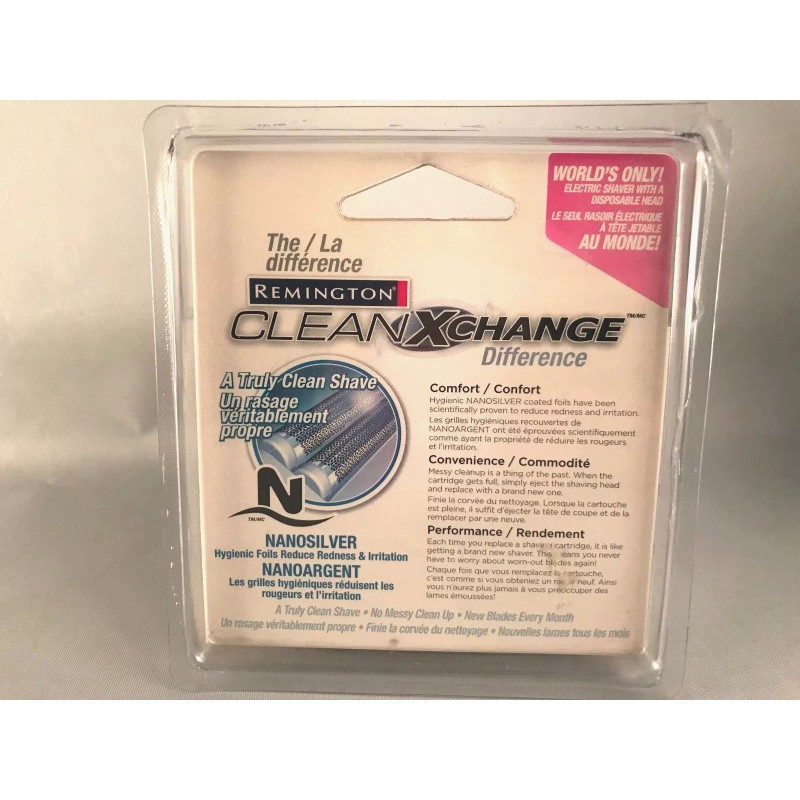 WORLD'S ONLY!
ELECTRIC SHAVER WITH A
DISPOSABLE HEAD
LE SEUL RASOIR ÉLECTRIQUE
À TÊTE JETABLE
AU MONDE!
The / La
différence
REMINGTON®
CLEANXCHANGE TM/MC
Difference
A Truly Clean Shave
Un rasage
véritablement
propre
N
TM/MC
NANOSILVER
Hygienic Foils Reduce Redness & Irritation
NANOARGENT
Les grilles hygiéniques réduisent les
rougeurs et l'irritation
Comfort / Confort
Hygienic NANOSILVER coated foils have been
scientifically proven to reduce redness and irritation.
Les grilles hygiéniques recouvertes de
NANOARGENT ont été éprouvées scientifiquement
comme ayant la propriété de réduire les rougeurs
et l'irritation.
Convenience / Commodité
Messy cleanup is a thing of the past. When the
cartridge gets full, simply eject the shaving head
and replace with a brand new one.
Finie la corvée du nettoyage. Lorsque la cartouche
est pleine, il suffit d'éjecter la tête de coupe et de la
remplacer par une neuve.
Performance / Rendement
Each time you replace a shaver cartridge, it is like
getting a brand new shaver. This means you never
have to worry about worn-out blades again!
Chaque fois que vous remplacez la cartouche,
c'est comme si vous obteniez un rasoir neuf. Ainsi
vous n'aurez plus jamais à vous préoccuper des
lames émoussées!
A Truly Clean Shave • No Messy Clean Up • New Blades Every Month
Un rasage véritablement propre • Finie la corvée du nettoyage • Nouvelles lames tous les mois